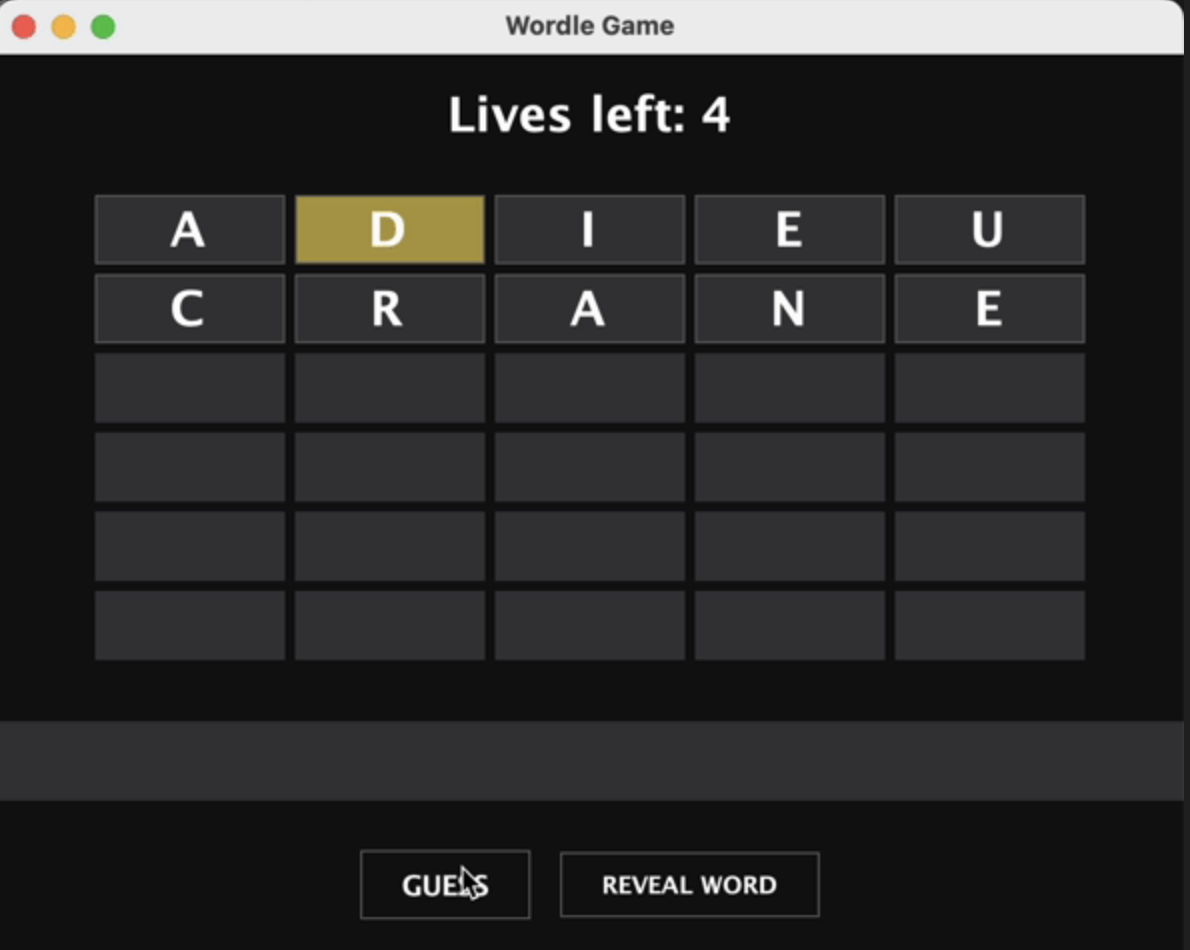 Wordle Game
Lives left: 4
A D I E U
C R A N E
GUESS REVEAL WORD